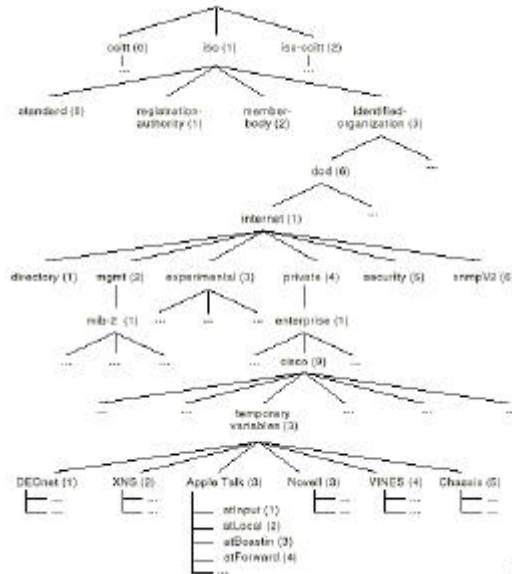 ccitt (0) iso (1) iso-ccitt (2)
... ...
standard (0) registration-authority (1) member-body (2) identified-organization (3)
dod (6) ...
internet (1) ...
directory (1) mgmt (2) experimental (3) private (4) security (5) snmpV2 (6)
mib-2 (1) ... ... ... enterprise (1)
... ... ... ... cisco (9) ...
... ... temporary variables (3) ... ... ...
DECnet (1) XNS (2) Apple Talk (3) Novell (3) VINES (4) Chassis (5)
... ... ... ... ...
... ... ... ... ...
atInput (1)
atLocal (2)
atBcastin (3)
atForward (4)
...